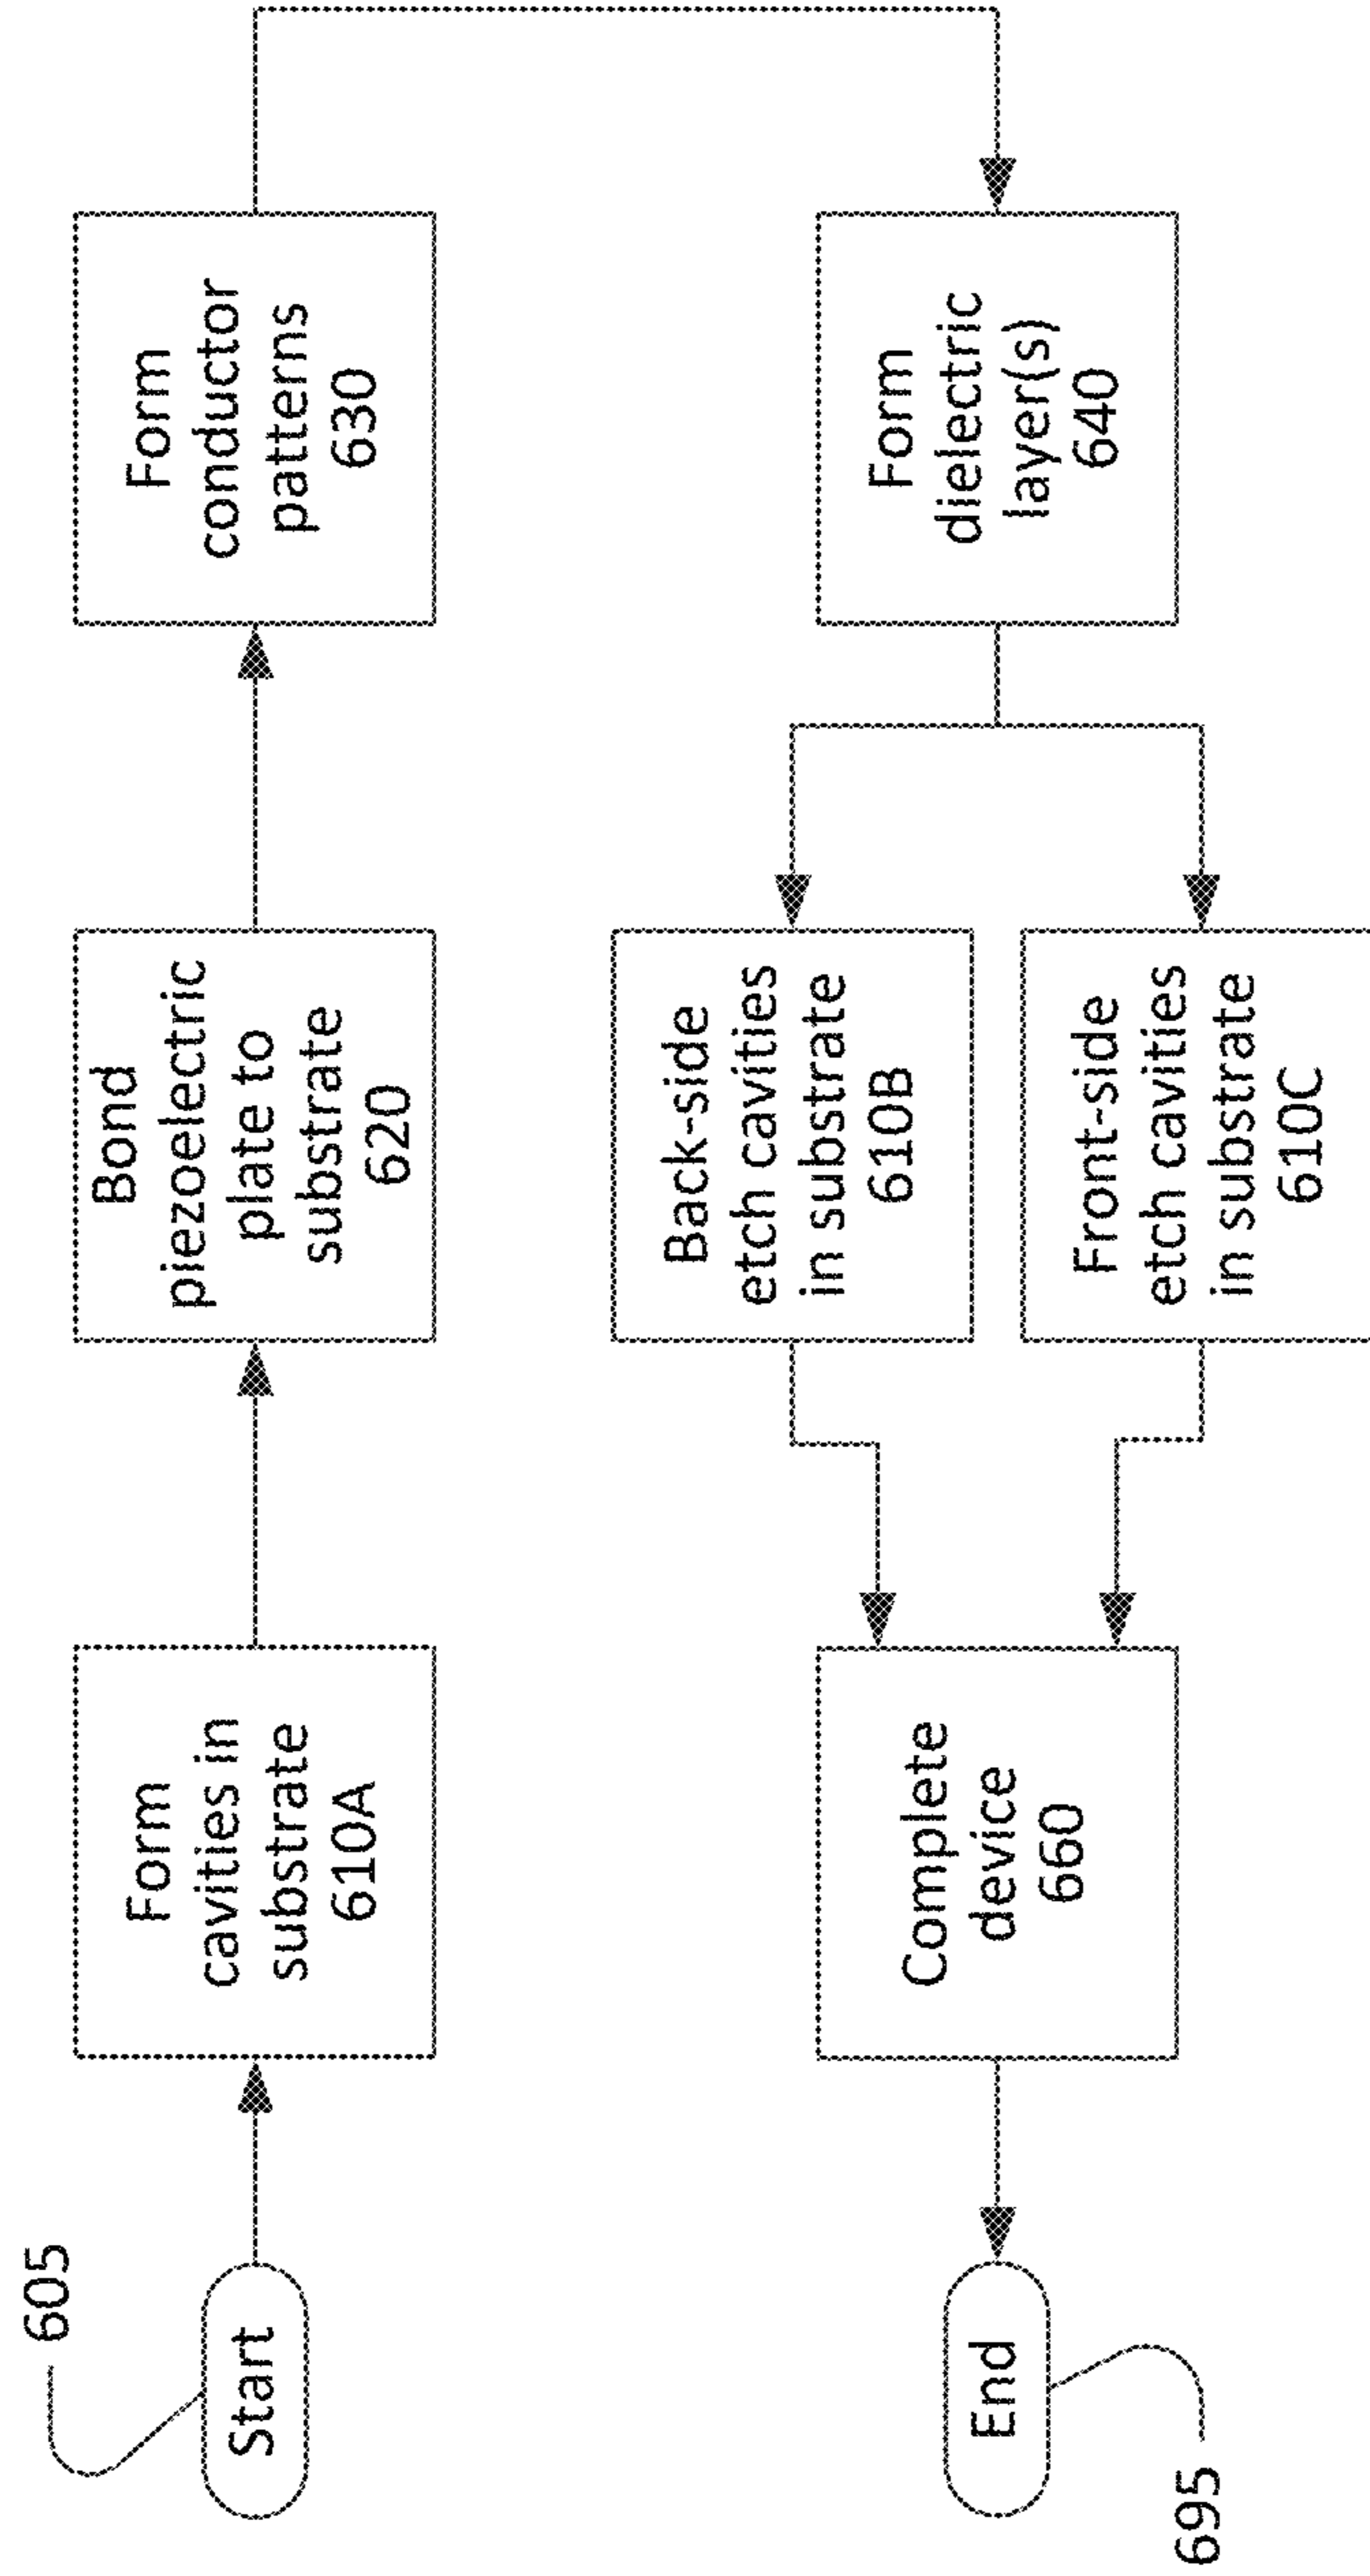 605
Start
Form
cavities in
substrate
610A
Bond
piezoelectric
plate to
substrate
620
Form
conductor
patterns
630
Form
dielectric
layer(s)
640
Back-side
etch cavities
in substrate
610B
Front-side
etch cavities
in substrate
610C
Complete
device
660
End
695